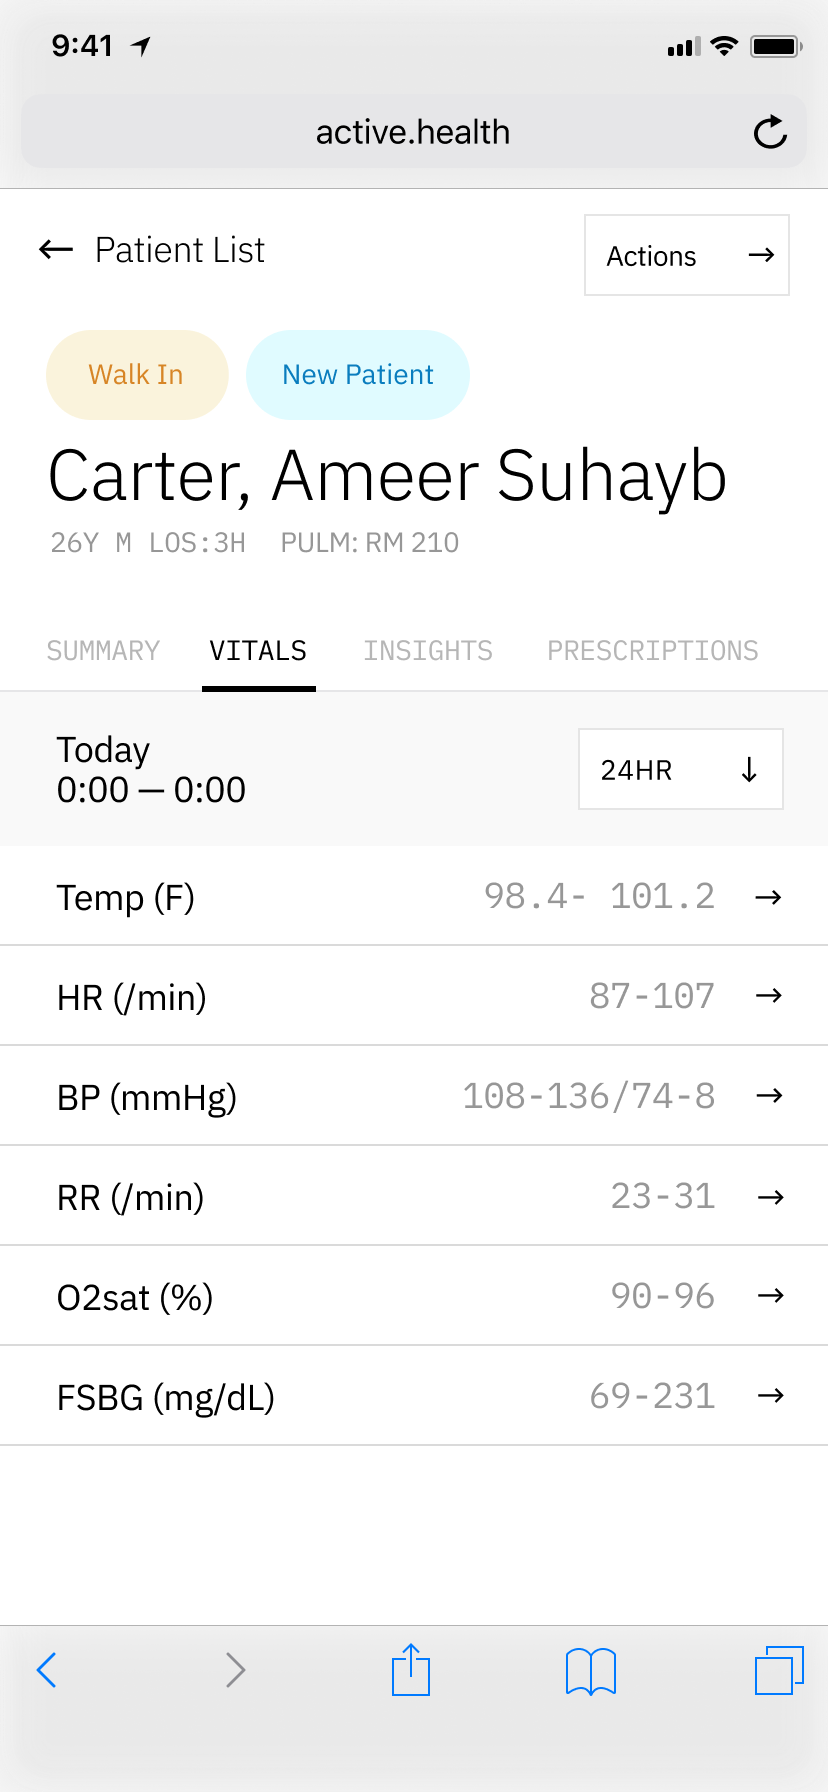 9:41
active.health
Patient List
Actions
Walk In New Patient
Carter, Ameer Suhayb
26Y M LOS:3H PULM: RM 210
SUMMARY VITALS INSIGHTS PRESCRIPTIONS
Today
0:00 — 0:00
24HR
Temp (F) 98.4- 101.2
HR (/min) 87-107
BP (mmHg) 108-136/74-8
RR (/min) 23-31
O2sat (%) 90-96
FSBG (mg/dL) 69-231